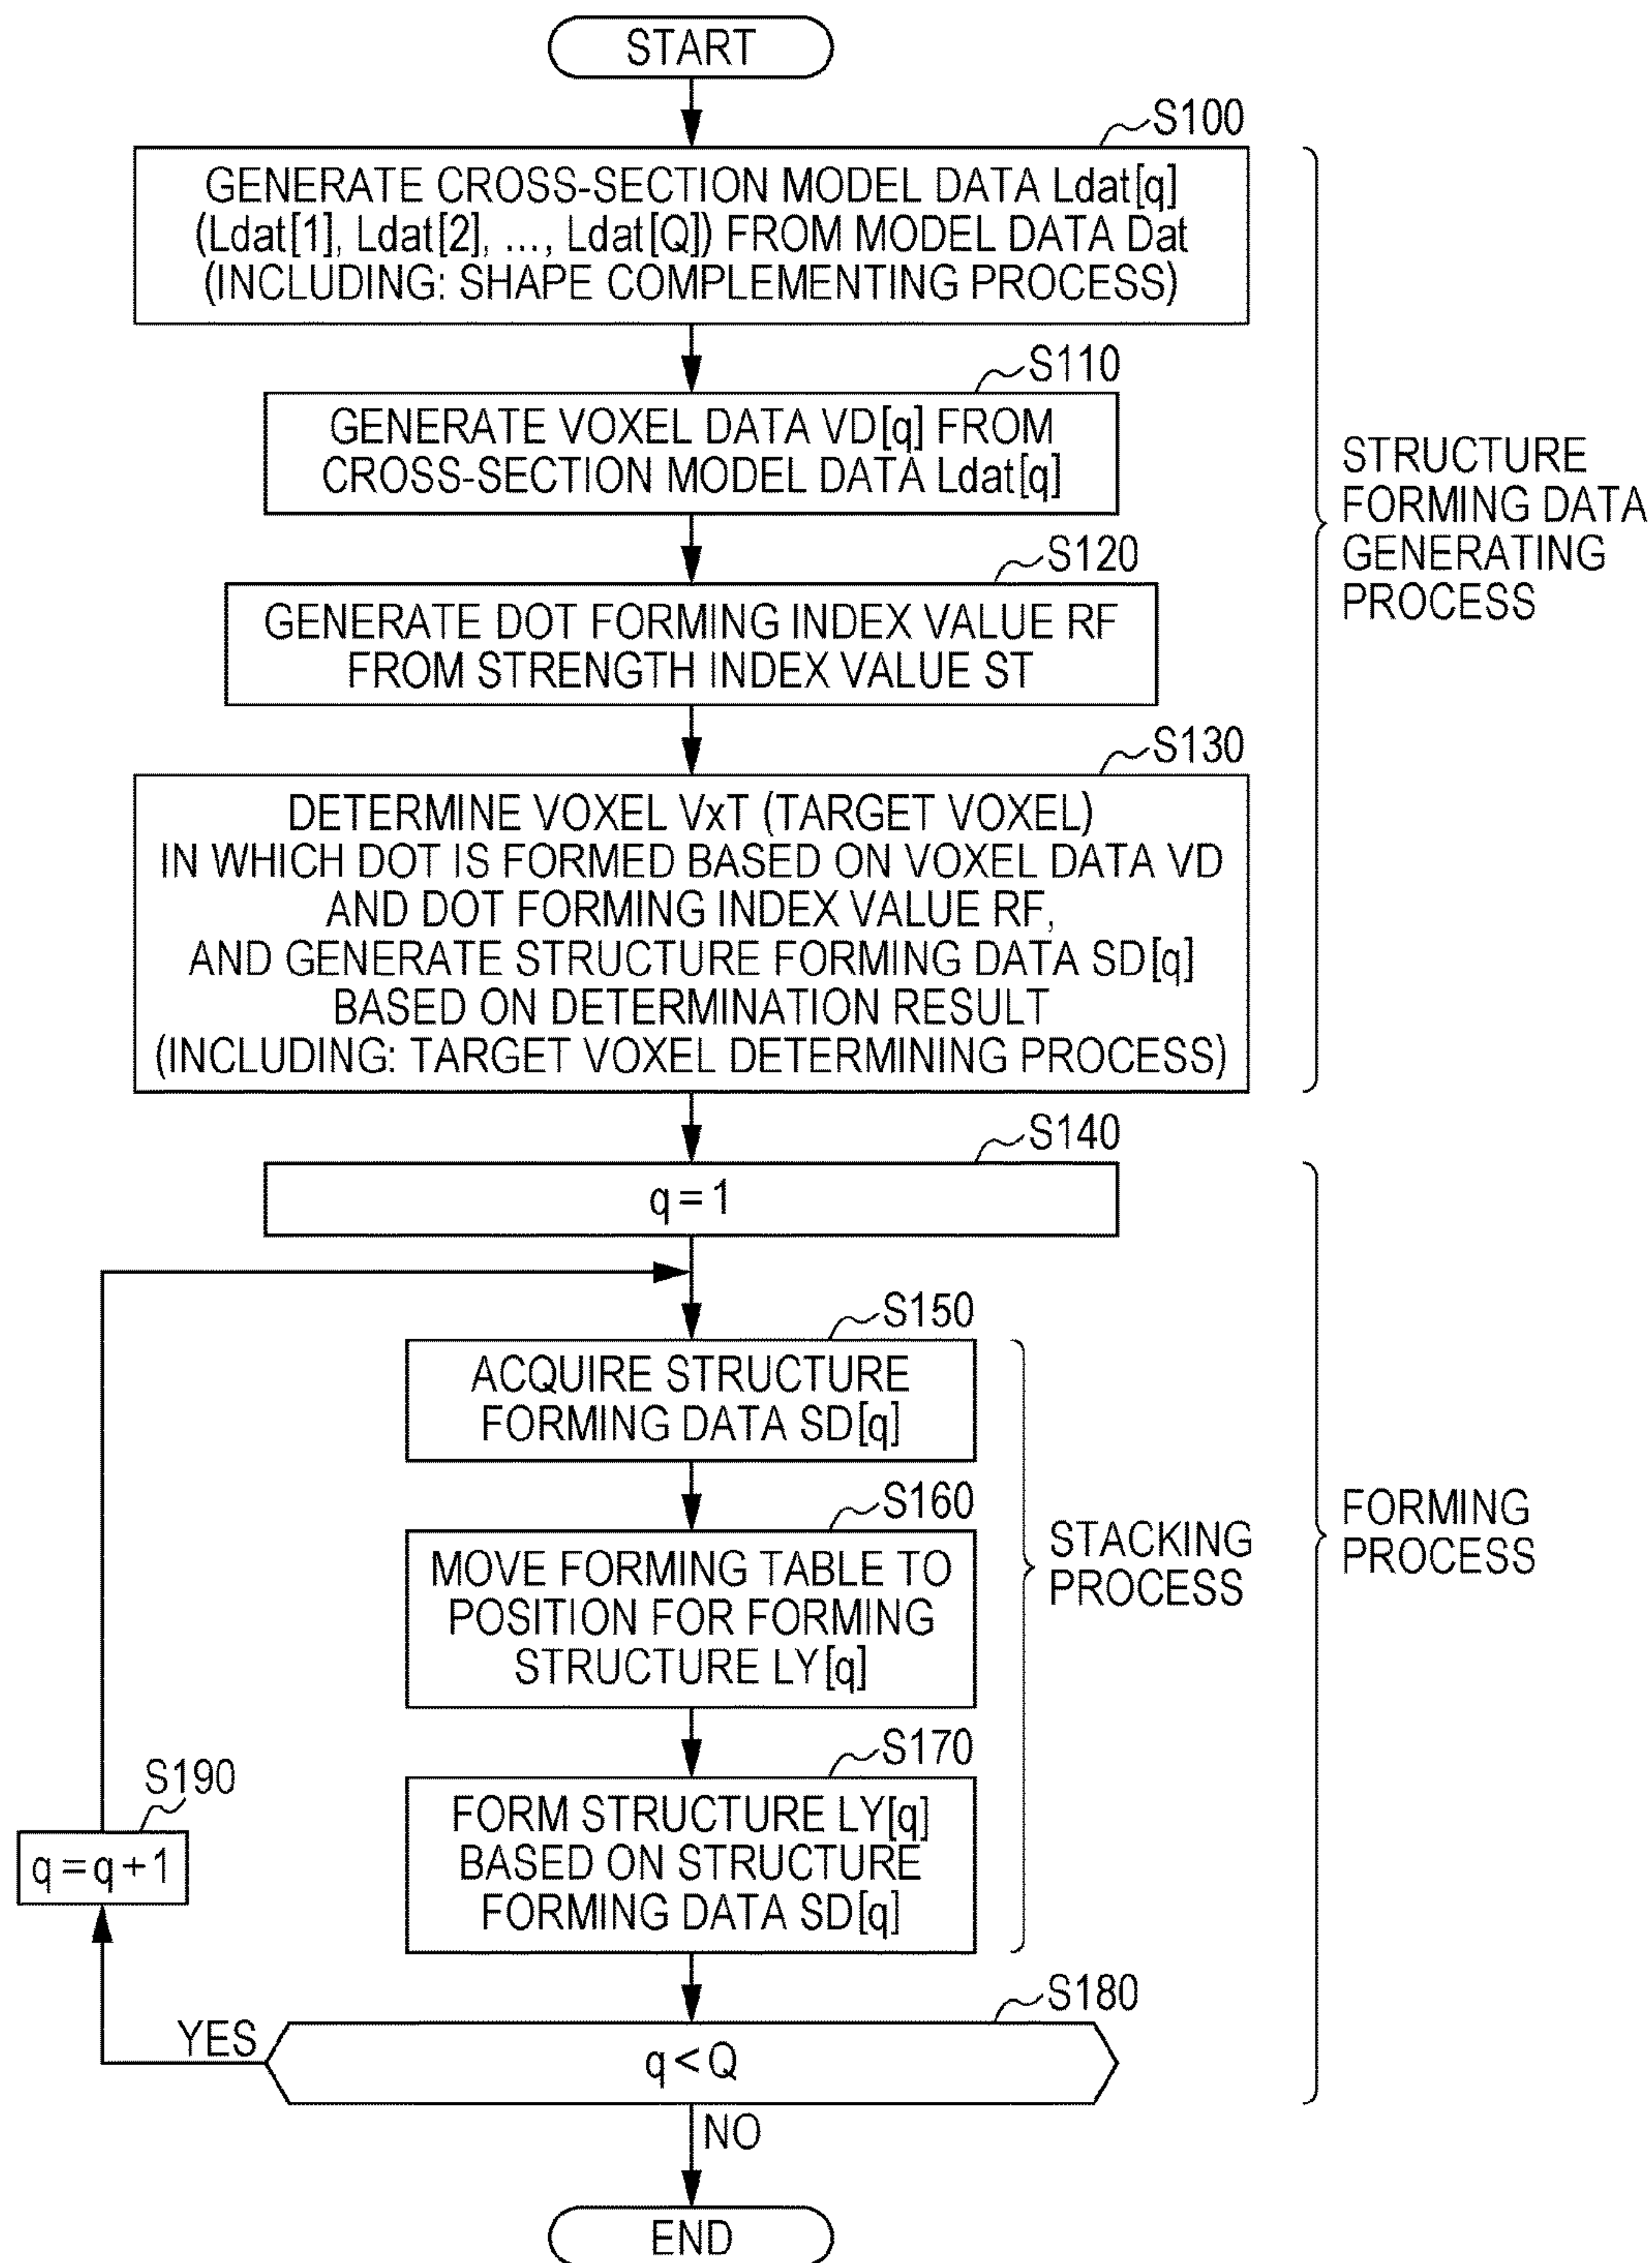 START
S100
GENERATE CROSS-SECTION MODEL DATA Ldat[q]
(Ldat[1], Ldat[2], ..., Ldat[Q]) FROM MODEL DATA Dat
(INCLUDING: SHAPE COMPLEMENTING PROCESS)
S110
GENERATE VOXEL DATA VD[q] FROM
CROSS-SECTION MODEL DATA Ldat[q]
STRUCTURE
FORMING DATA
GENERATING
PROCESS
S120
GENERATE DOT FORMING INDEX VALUE RF
FROM STRENGTH INDEX VALUE ST
S130
DETERMINE VOXEL VxT (TARGET VOXEL)
IN WHICH DOT IS FORMED BASED ON VOXEL DATA VD
AND DOT FORMING INDEX VALUE RF,
AND GENERATE STRUCTURE FORMING DATA SD[q]
BASED ON DETERMINATION RESULT
(INCLUDING: TARGET VOXEL DETERMINING PROCESS)
S140
q = 1
S150
ACQUIRE STRUCTURE
FORMING DATA SD[q]
S160
MOVE FORMING TABLE TO
POSITION FOR FORMING
STRUCTURE LY[q]
STACKING
PROCESS
FORMING
PROCESS
S170
FORM STRUCTURE LY[q]
BASED ON STRUCTURE
FORMING DATA SD[q]
S190
q = q + 1
S180
YES
q < Q
NO
END